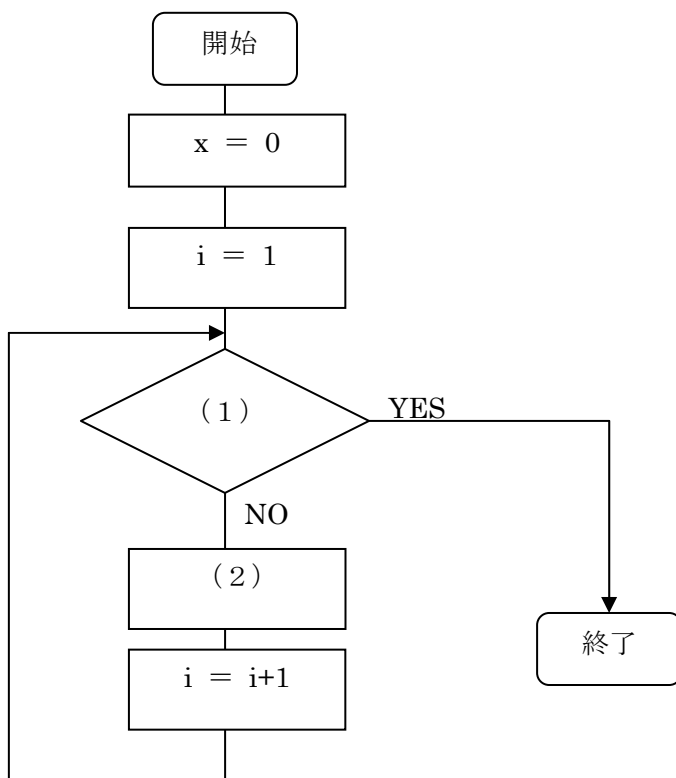 開始
x = 0
i = 1
(1)
YES
NO
(2)
i = i+1
終了